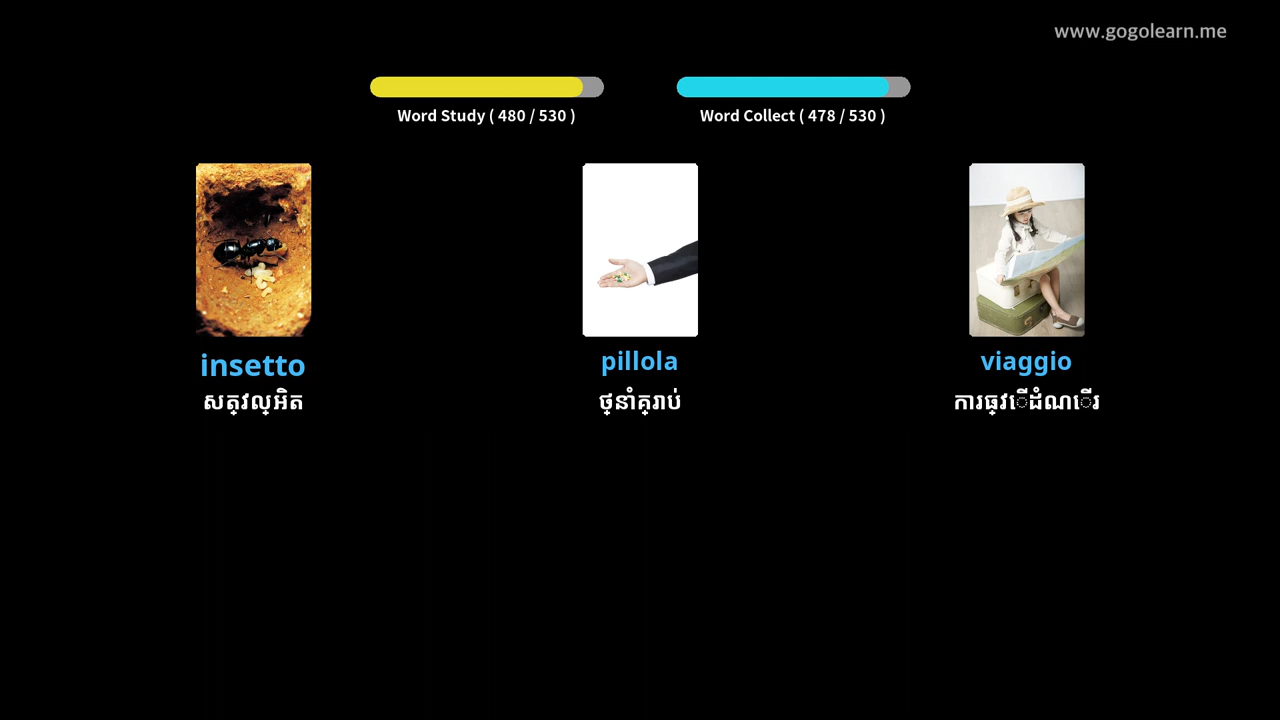 www.gogolearn.me
Word Study ( 480 / 530 )
Word Collect ( 478 / 530 )
insetto
pillola
viaggio
សត្វល្អិត
ថ្នាំគ្រាប់
ការធ្វើដំណើរ